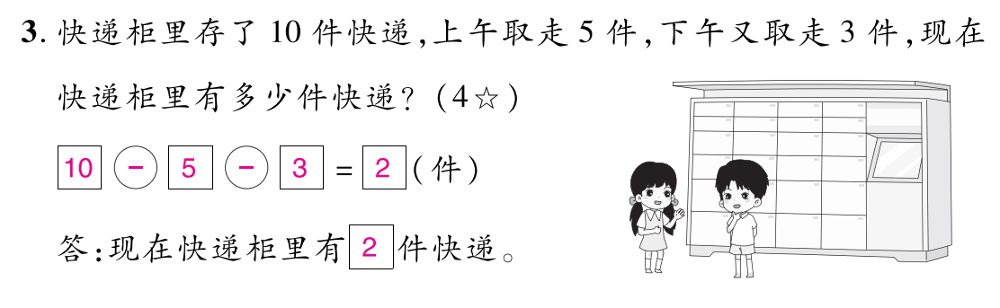 3. 快递柜里存了 10 件快递,上午取走 5 件,下午又取走 3 件,现在
快递柜里有多少件快递? (4☆)
10 - 5 - 3 = 2 (件)
答:现在快递柜里有 2 件快递。